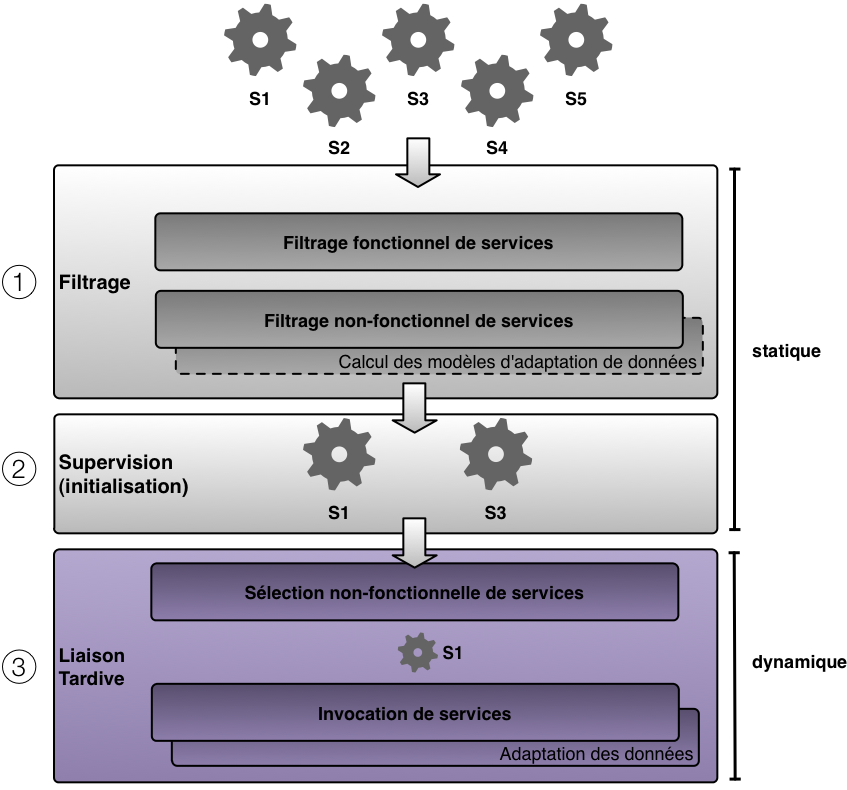 S1
S3
S5
S2
S4
Filtrage fonctionnel de services
1
Filtrage
Filtrage non-fonctionnel de services
statique
Calcul des modèles d'adaptation de données
2
Supervision
(initialisation)
S1
S3
Sélection non-fonctionnelle de services
S1
3
Liaison
Tardive
dynamique
Invocation de services
Adaptation des données